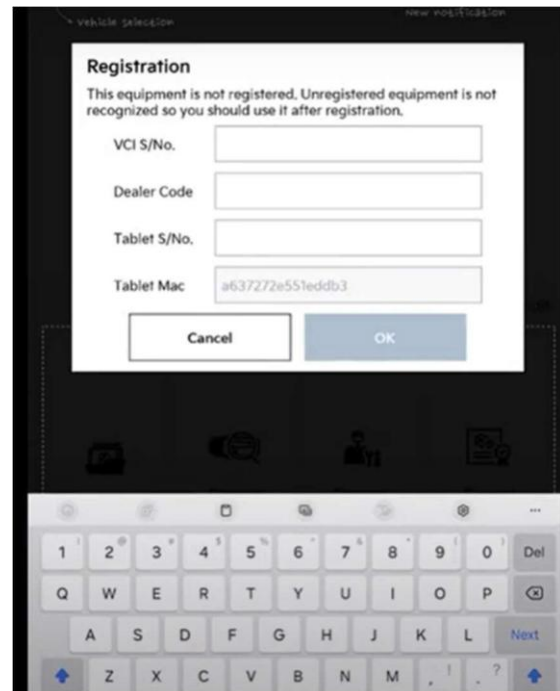 vehicle selection
New notification
Registration
This equipment is not registered. Unregistered equipment is not
recognized so you should use it after registration.
VCI S/No.
Dealer Code
Tablet S/No.
Tablet Mac a637272e551eddb3
Cancel OK
1 2 @ 3 # 4 $ 5 % 6 ^ 7 & 8 * 9 ( 0 ) Del
Q W E R T Y U I O P
A S D F G H J K L Next
Z X C V B N M , ! . ?